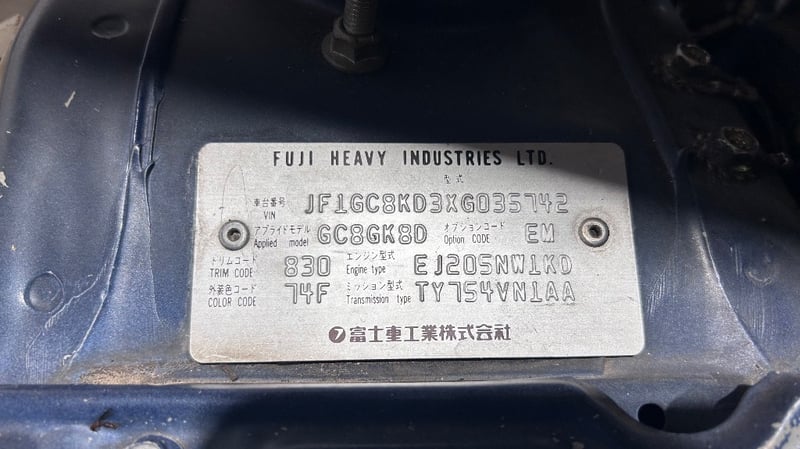 FUJI HEAVY INDUSTRIES LTD.
型式
車台番号
VIN
JF1GC8KD3XG035742
アプライドモデル
Applied model
GC8GK8D
オプションコード
Option CODE
EM
トリムコード
TRIM CODE
830
エンジン型式
Engine type
EJ205NW1KD
外装色コード
COLOR CODE
74F
ミッション型式
Transmission type
TY754VN1AA
7 富士重工業株式会社